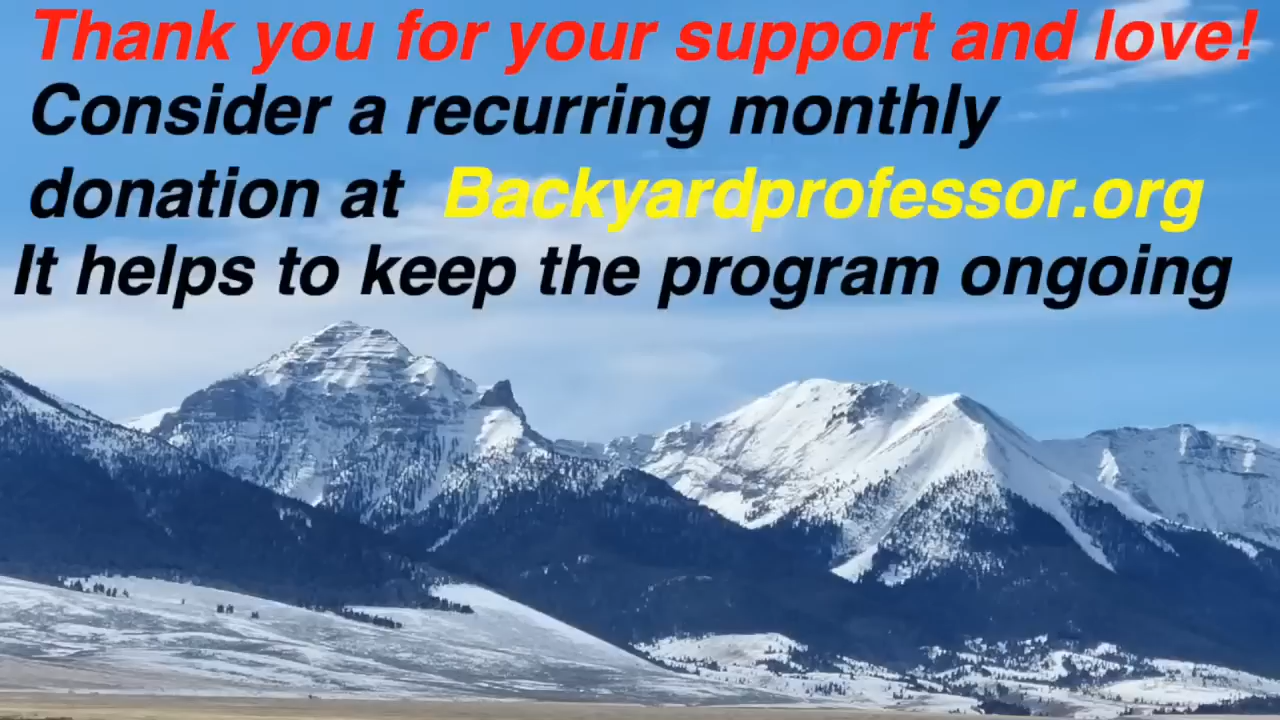 Thank you for your support and love!
Consider a recurring monthly
donation at Backyardprofessor.org
It helps to keep the program ongoing